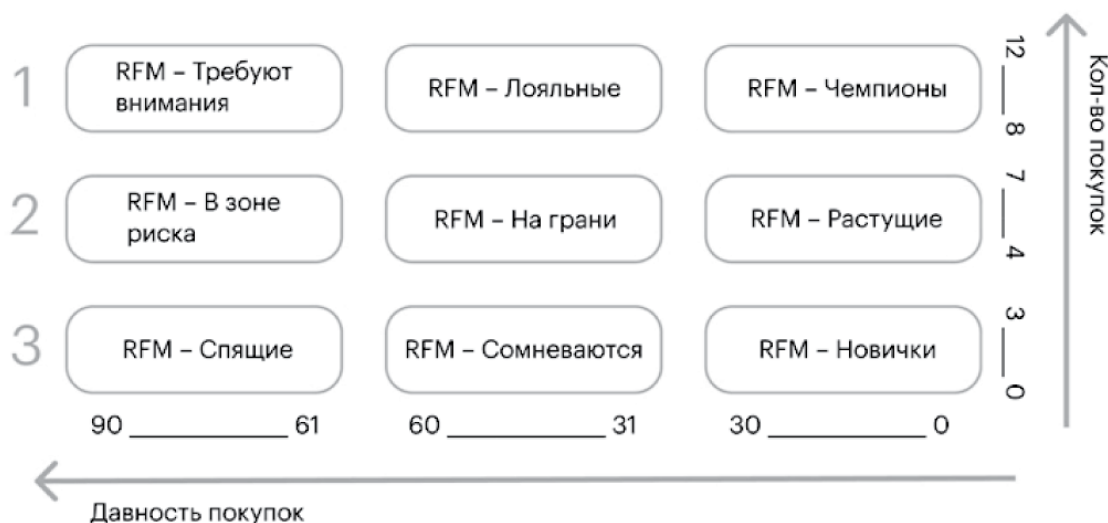 1
RFM – Требуют
внимания
RFM – Лояльные
RFM – Чемпионы
12
8
Кол-во покупок
2
RFM – В зоне
риска
RFM – На грани
RFM – Растущие
7
4
3
RFM – Спящие
RFM – Сомневаются
RFM – Новички
3
0
90
61
60
31
30
0
Давность покупок